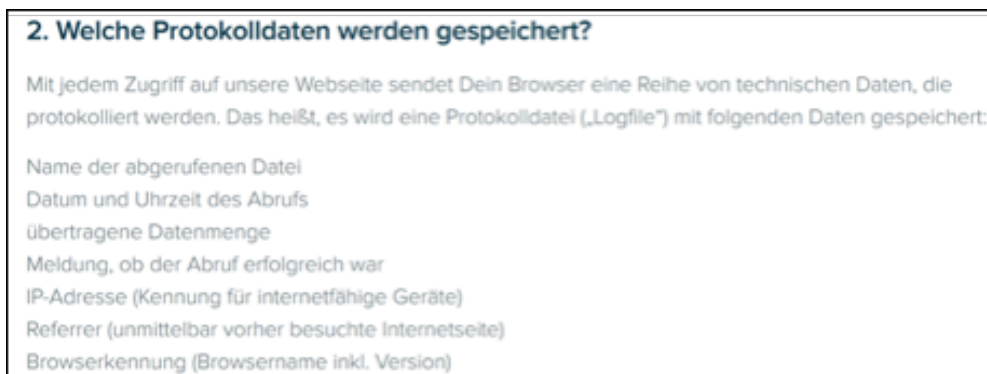 2. Welche Protokolldaten werden gespeichert?
Mit jedem Zugriff auf unsere Webseite sendet Dein Browser eine Reihe von technischen Daten, die
protokolliert werden. Das heißt, es wird eine Protokolldatei („Logfile“) mit folgenden Daten gespeichert:
Name der abgerufenen Datei
Datum und Uhrzeit des Abrufs
übertragene Datenmenge
Meldung, ob der Abruf erfolgreich war
IP-Adresse (Kennung für internetfähige Geräte)
Referrer (unmittelbar vorher besuchte Internetseite)
Browserkennung (Browsername inkl. Version)